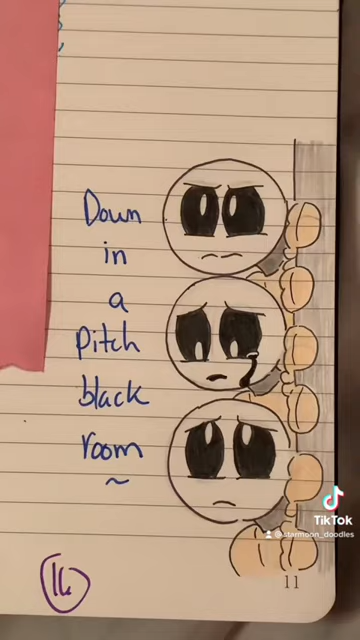 Down
in
a
pitch
black
room
~
16
11
TikTok
@starmoon_doodles